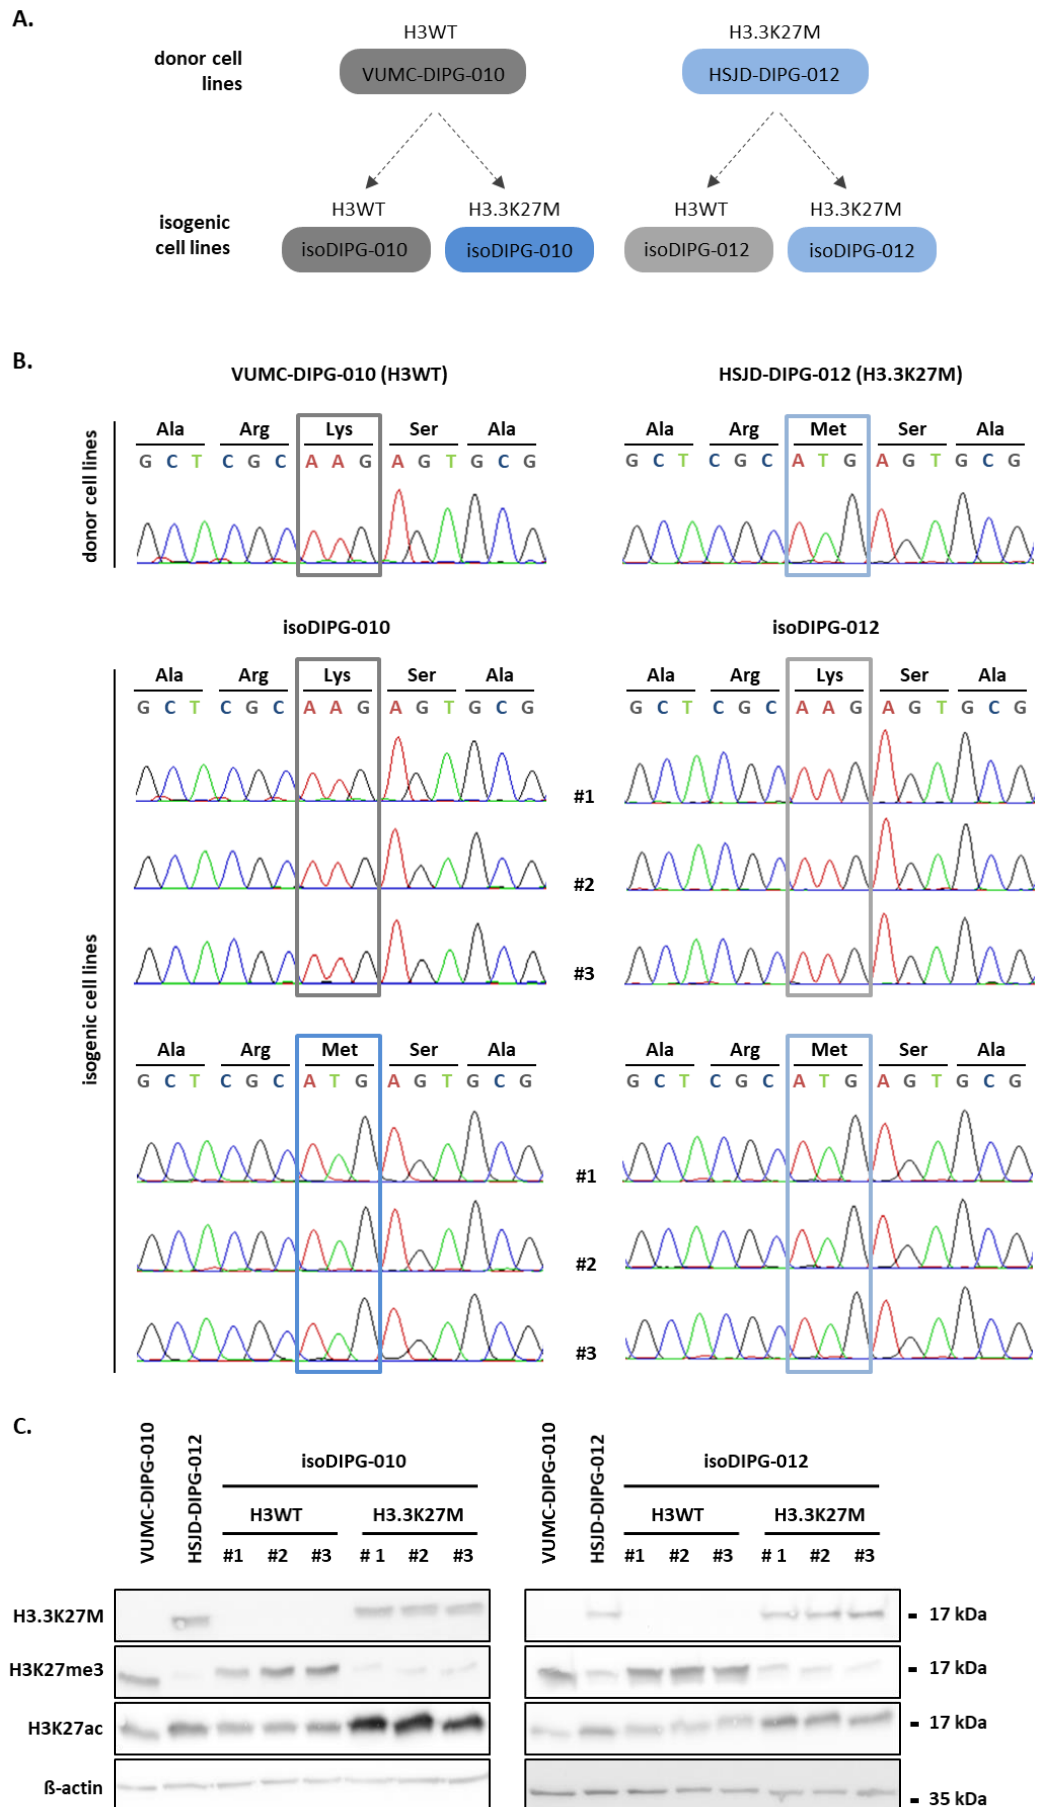 A.
H3WT H3.3K27M
donor cell
lines
VUMC-DIPG-010 HSJD-DIPG-012
H3WT H3.3K27M H3WT H3.3K27M
isogenic
cell lines
isoDIPG-010 isoDIPG-010 isoDIPG-012 isoDIPG-012
B.
VUMC-DIPG-010 (H3WT) HSJD-DIPG-012 (H3.3K27M)
donor cell lines
Ala Arg Lys Ser Ala Ala Arg Met Ser Ala
G C T C G C A A G A G T G C G G C T C G C A T G A G T G C G
isoDIPG-010 isoDIPG-012
isogenic cell lines
Ala Arg Lys Ser Ala Ala Arg Lys Ser Ala
G C T C G C A A G A G T G C G G C T C G C A A G A G T G C G
#1
#2
#3
Ala Arg Met Ser Ala Ala Arg Met Ser Ala
G C T C G C A T G A G T G C G G C T C G C A T G A G T G C G
#1
#2
#3
C.
VUMC-DIPG-010 HSJD-DIPG-012 isoDIPG-010 VUMC-DIPG-010 HSJD-DIPG-012 isoDIPG-012
H3WT H3.3K27M H3WT H3.3K27M
#1 #2 #3 # 1 #2 #3 #1 #2 #3 # 1 #2 #3
H3.3K27M 17 kDa
H3K27me3 17 kDa
H3K27ac 17 kDa
ß-actin 35 kDa